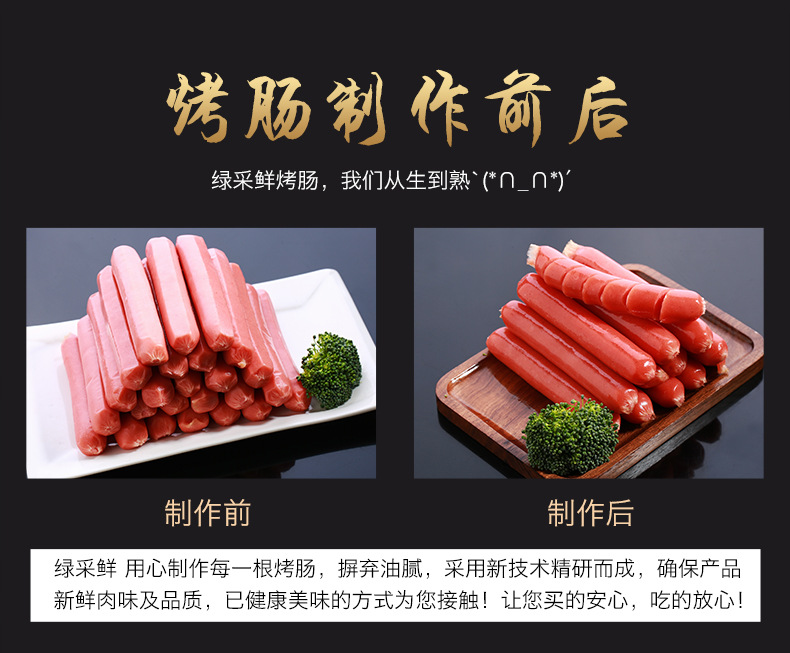 烤肠制作前后
绿采鲜烤肠，我们从生到熟`(*∩_∩*)′
制作前
制作后
绿采鲜 用心制作每一根烤肠，摒弃油腻，采用新技术精研而成，确保产品
新鲜肉味及品质，已健康美味的方式为您接触！让您买的安心，吃的放心！